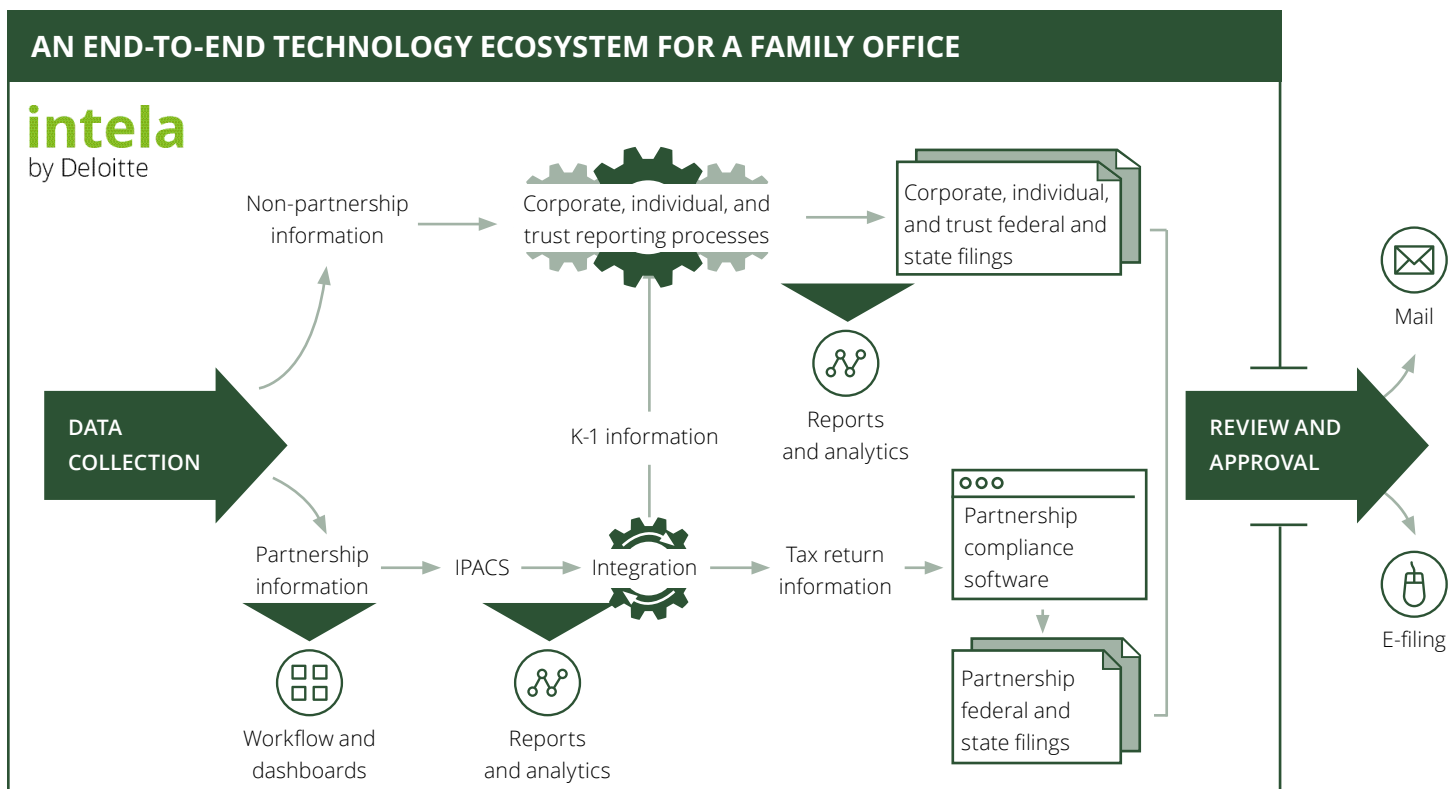 AN END-TO-END TECHNOLOGY ECOSYSTEM FOR A FAMILY OFFICE
intela
by Deloitte
Non-partnership
information
Corporate, individual, and
trust reporting processes
Corporate, individual,
and trust federal and
state filings
Mail
Reports
and analytics
DATA
COLLECTION
K-1 information
REVIEW AND
APPROVAL
Partnership
information
IPACS
Integration
Tax return
information
Partnership
compliance
software
E-filing
Workflow and
dashboards
Reports
and analytics
Partnership
federal and
state filings